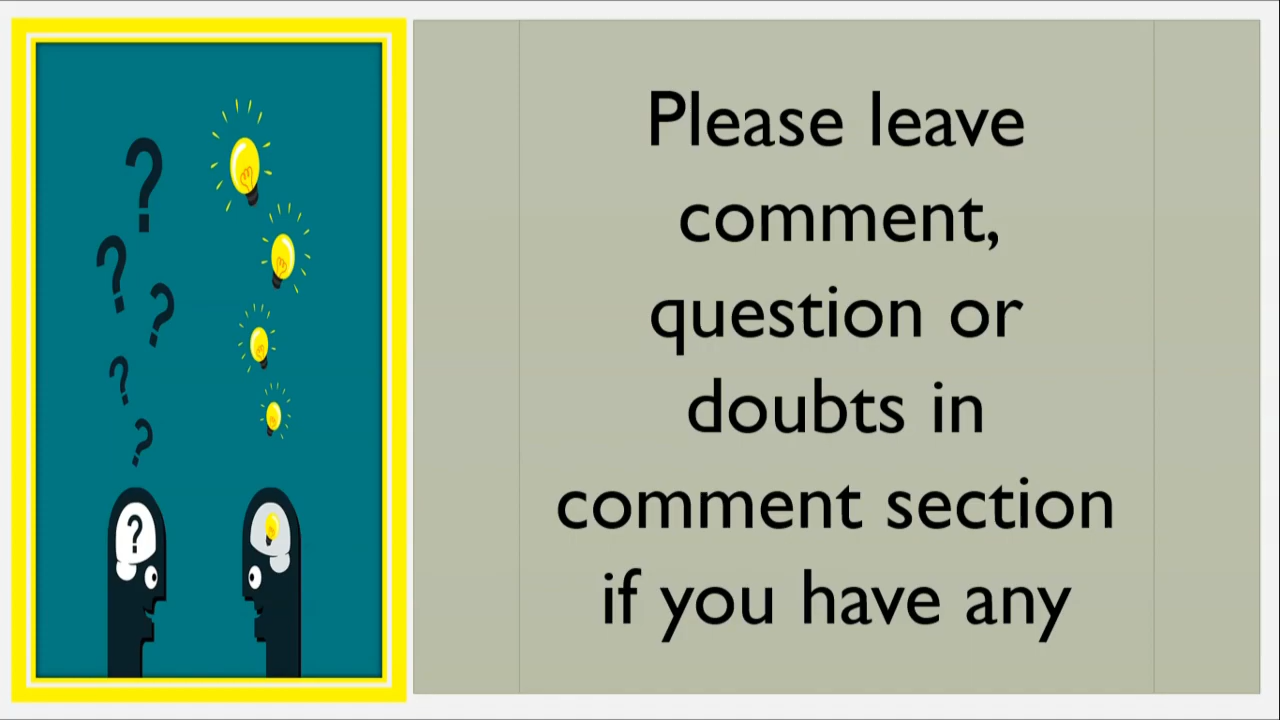 Please leave
comment,
question or
doubts in
comment section
if you have any